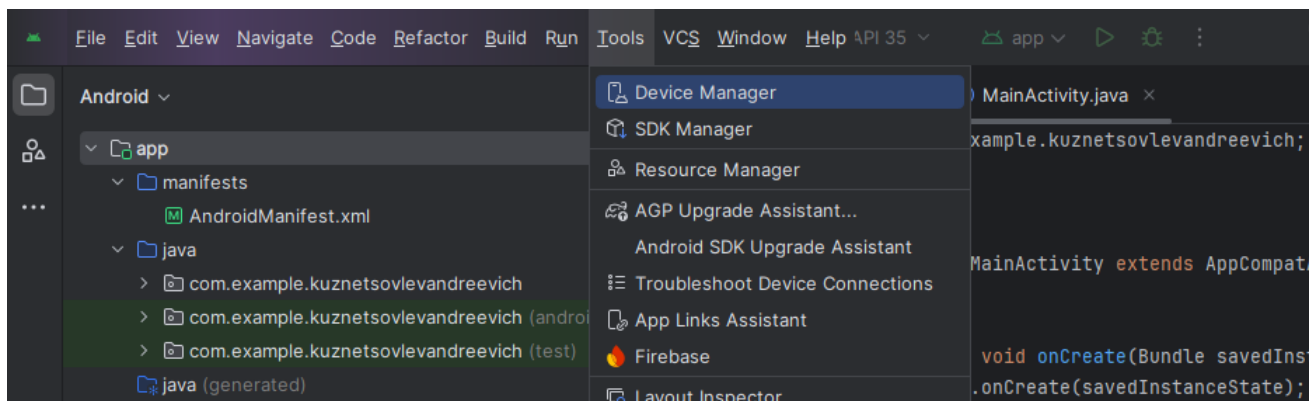 File Edit View Navigate Code Refactor Build Run Tools VCS Window Help API 35 app
Android
app
manifests
AndroidManifest.xml
java
com.example.kuznetsovlevandreevich
com.example.kuznetsovlevandreevich (androi
com.example.kuznetsovlevandreevich (test)
java (generated)
Device Manager
SDK Manager
Resource Manager
AGP Upgrade Assistant...
Android SDK Upgrade Assistant
Troubleshoot Device Connections
App Links Assistant
Firebase
Layout Inspector
MainActivity.java
xample.kuznetsovlevandreevich;
MainActivity extends AppCompatA
void onCreate(Bundle savedIns
.onCreate(savedInstanceState);